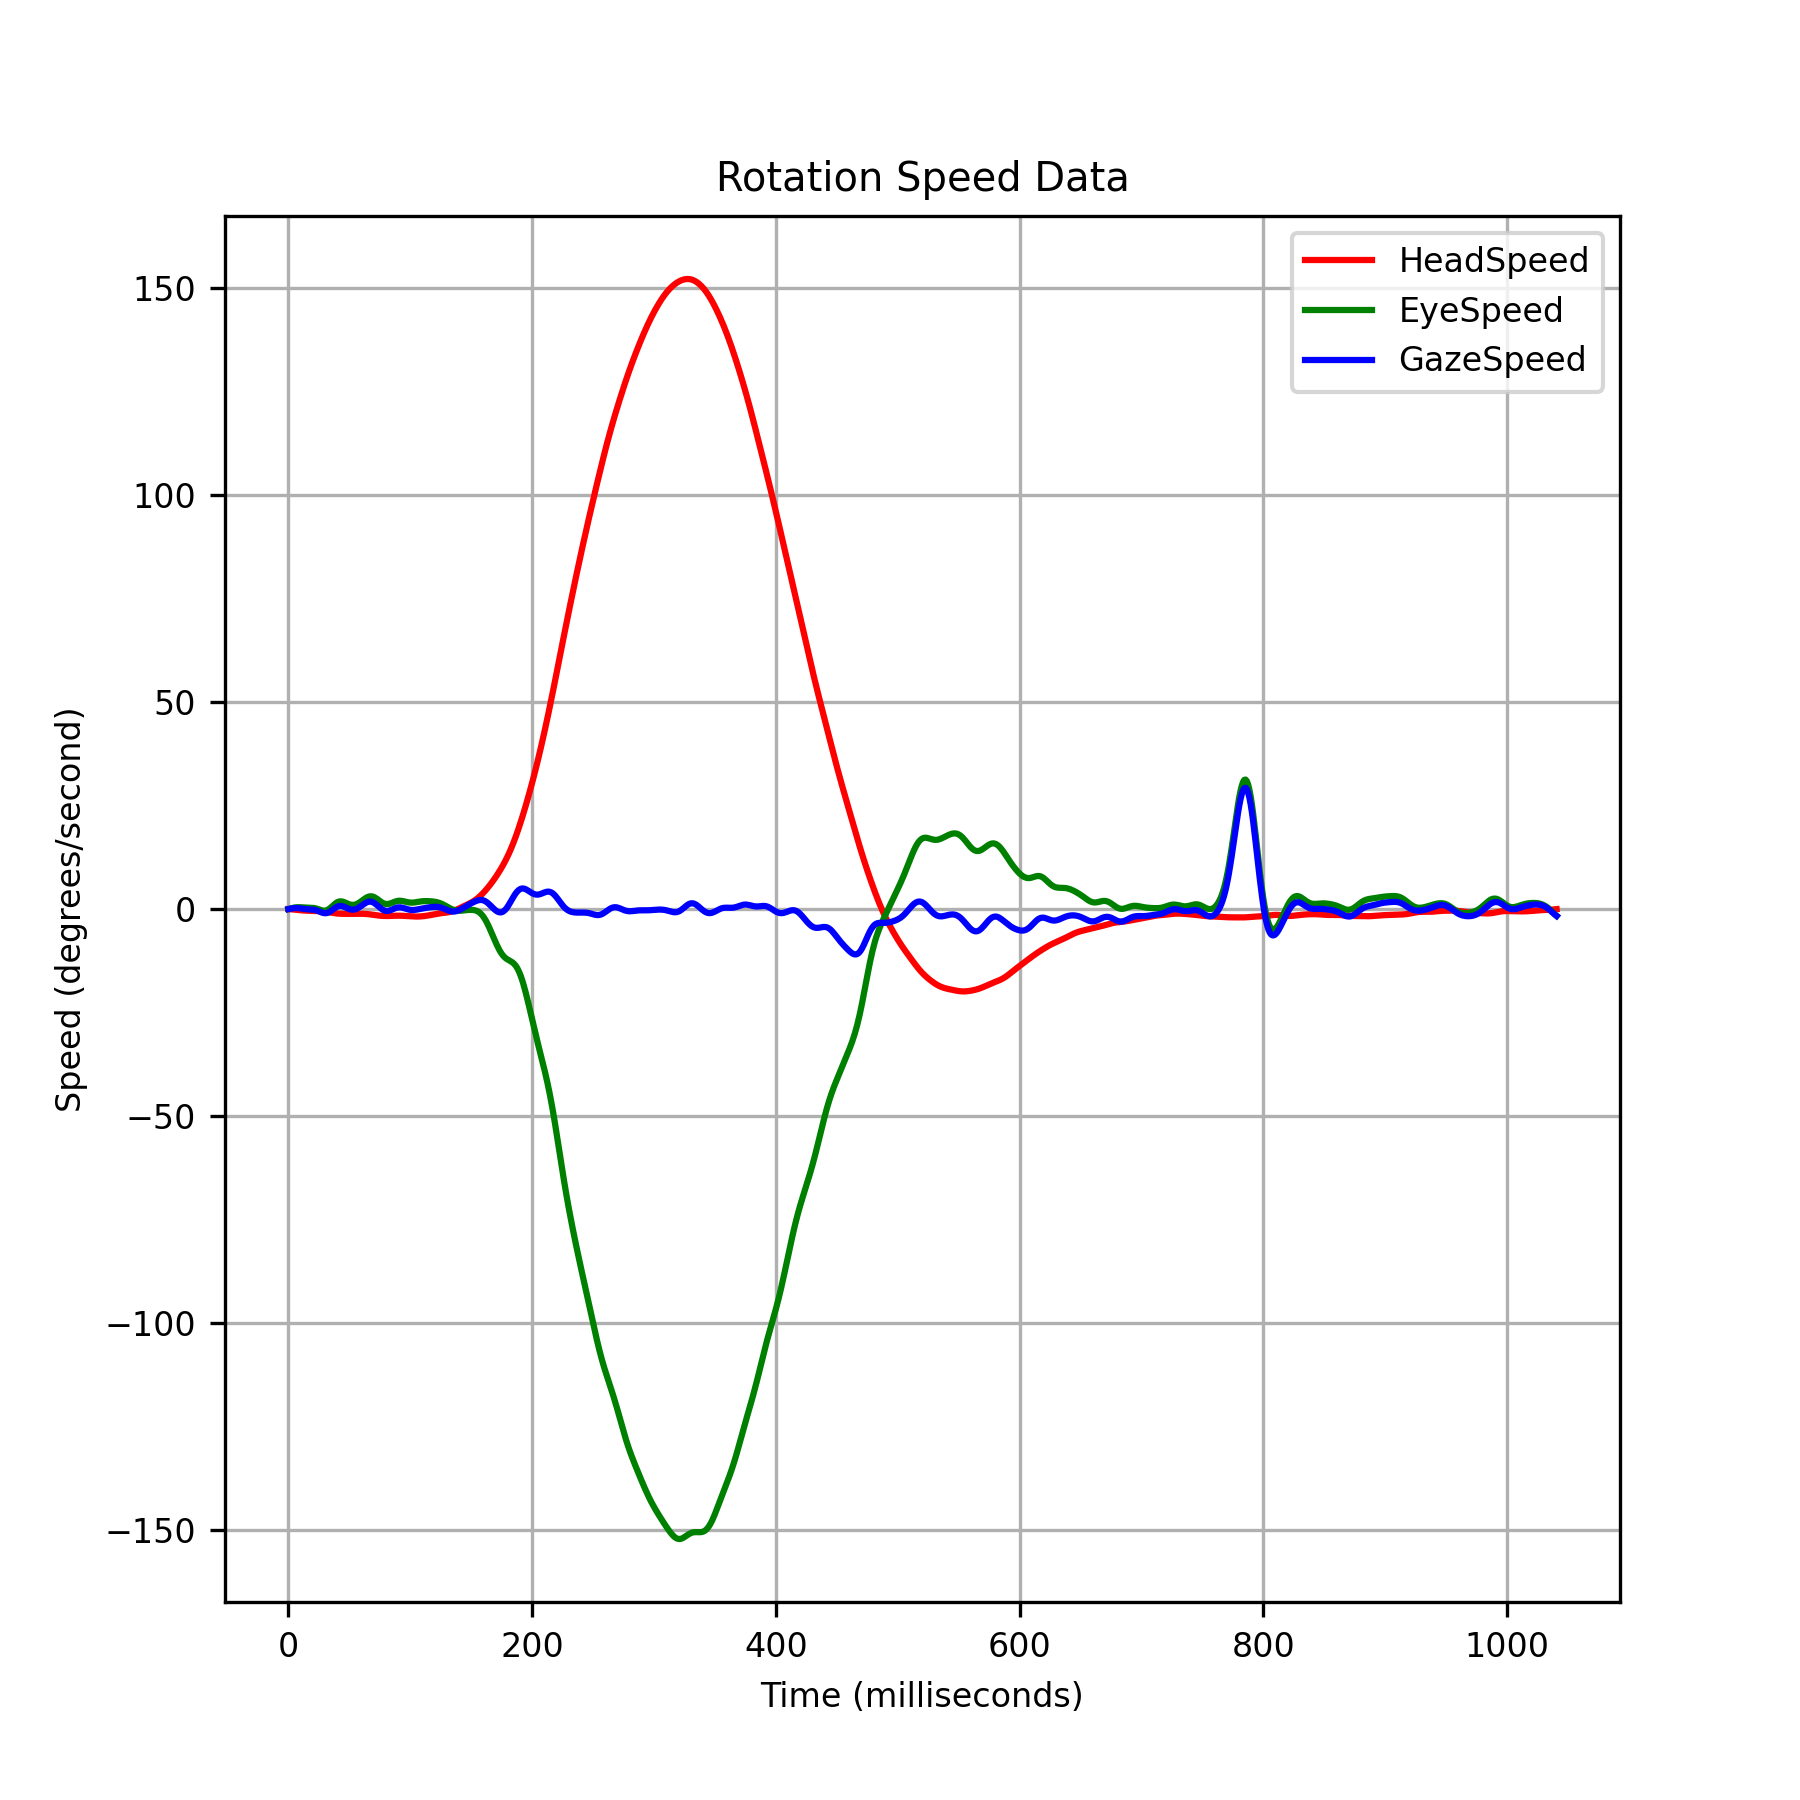 Rotation Speed Data
HeadSpeed
EyeSpeed
GazeSpeed
Speed (degrees/second)
150
100
50
0
−50
−100
−150
0 200 400 600 800 1000
Time (milliseconds)